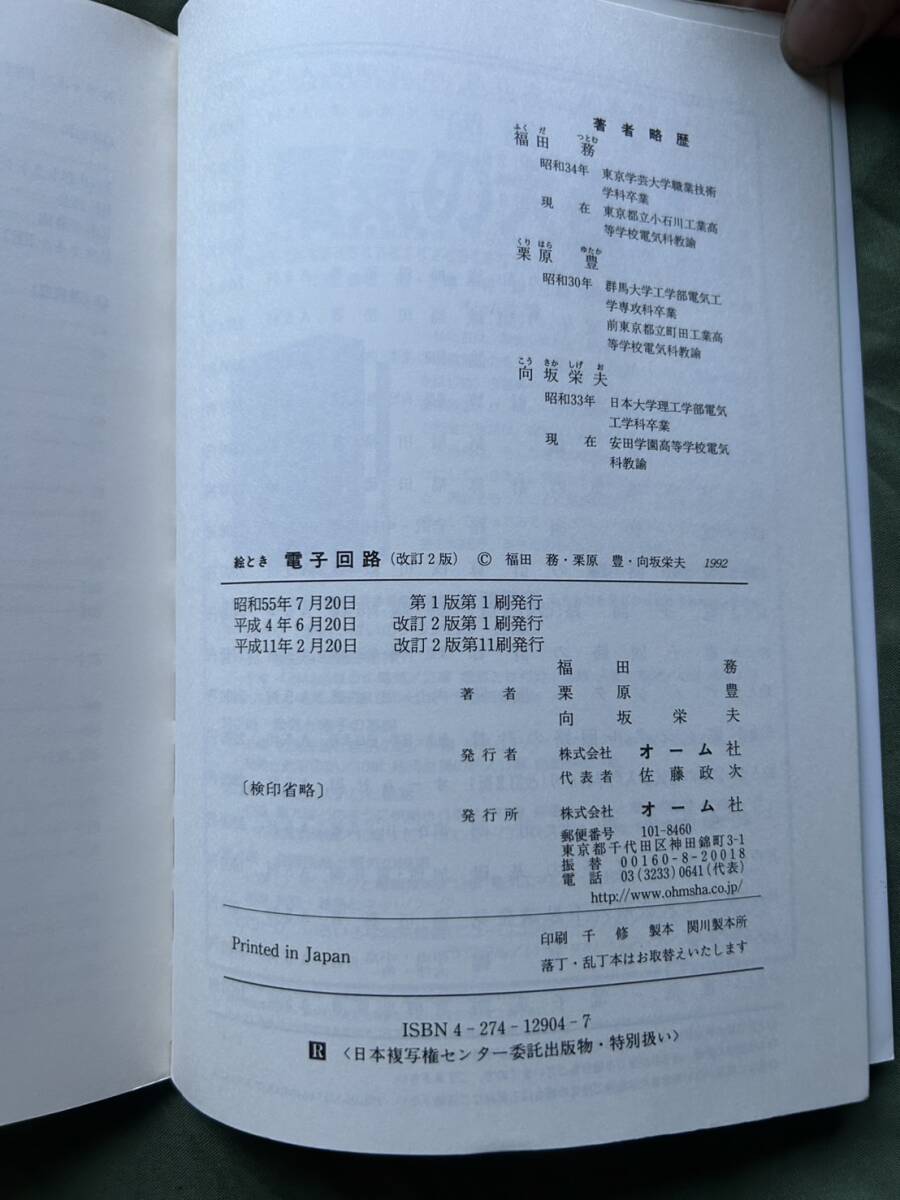 著者略歴
ふくだ つとむ
福田 務
昭和34年 東京学芸大学職業技術
学科卒業
現在 東京都立小石川工業高
等学校電気科教諭
くりはら ゆたか
栗原 豊
昭和30年 群馬大学工学部電気工
学専攻科卒業
前東京都立町田工業高
等学校電気科教諭
こうさかしげお
向坂栄夫
昭和33年 日本大学理工学部電気
工学科卒業
現在 安田学園高等学校電気
科教諭
絵とき 電子回路(改訂2版) © 福田 務・栗原 豊・向坂栄夫 1992
昭和55年7月20日 第1版第1刷発行
平成4年6月20日 改訂2版第1刷発行
平成11年2月20日 改訂2版第11刷発行
福田務
著者 栗原豊
向坂栄夫
発行者 株式会社 オーム社
代表者 佐藤政次
〔検印省略〕
発行所 株式会社 オーム社
郵便番号 101-8460
東京都千代田区神田錦町3-1
振替 00160-8-20018
電話 03(3233)0641(代表)
http://www.ohmsha.co.jp/
Printed in Japan
印刷 千修 製本 関川製本所
落丁・乱丁本はお取替えいたします
ISBN4-274-12904-7
R〈日本複写権センター委託出版物・特別扱い〉